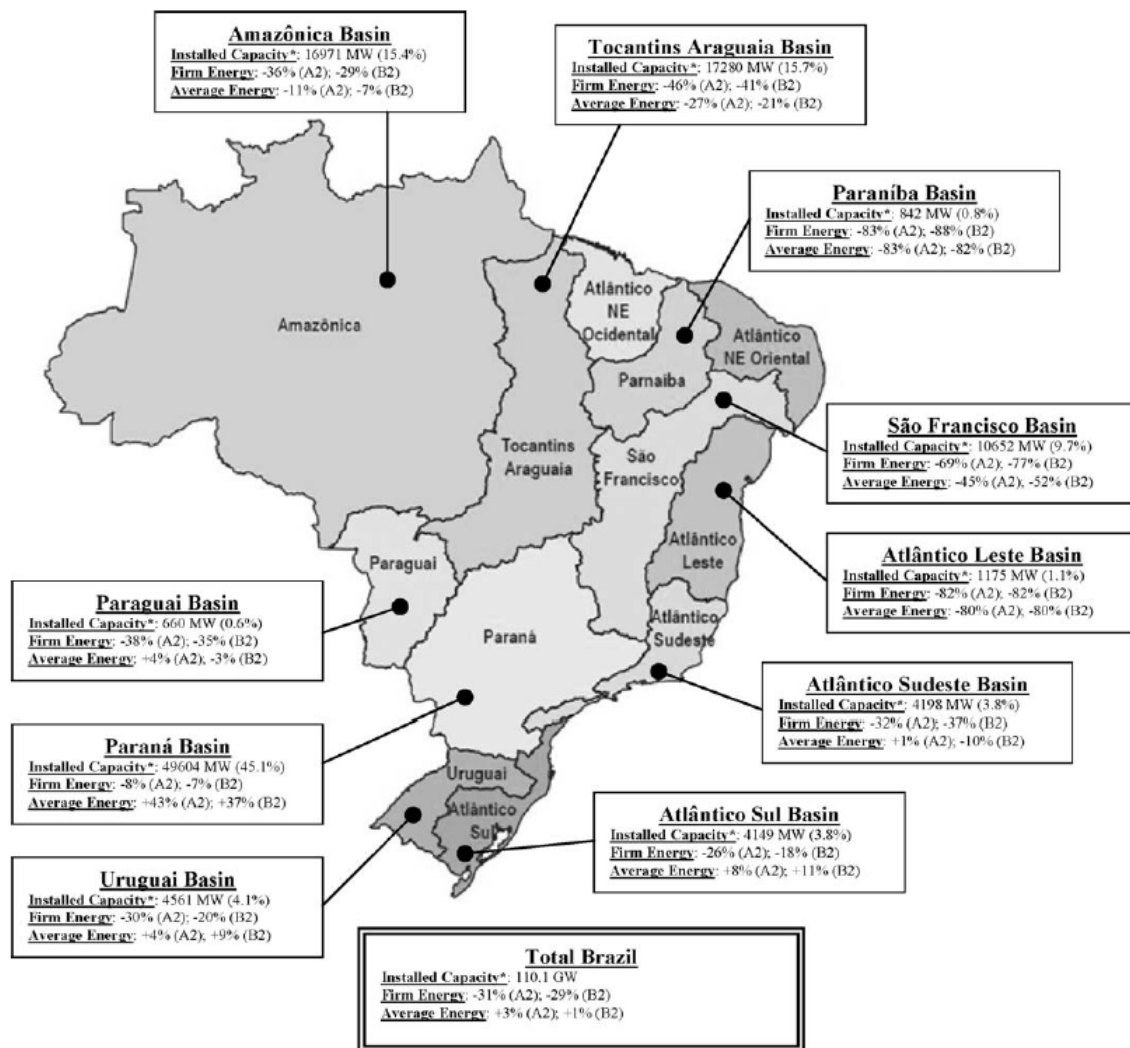 Amazônica Basin
Installed Capacity*: 16971 MW (15.4%)
Firm Energy: -36% (A2); -29% (B2)
Average Energy: -11% (A2); -7% (B2)
Tocantins Araguaia Basin
Installed Capacity*: 17280 MW (15.7%)
Firm Energy: -46% (A2); -41% (B2)
Average Energy: -27% (A2); -21% (B2)
Paraníba Basin
Installed Capacity*: 842 MW (0.8%)
Firm Energy: -83% (A2); -88% (B2)
Average Energy: -83% (A2); -82% (B2)
Amazônica
Atlântico
NE
Ocidental
Atlântico
NE Oriental
Parnaíba
Tocantins
Araguaia
São
Francisco
São Francisco Basin
Installed Capacity*: 10652 MW (9.7%)
Firm Energy: -69% (A2); -77% (B2)
Average Energy: -45% (A2); -52% (B2)
Atlântico
Leste
Atlântico Leste Basin
Installed Capacity*: 1175 MW (1.1%)
Firm Energy: -82% (A2); -82% (B2)
Average Energy: -80% (A2); -80% (B2)
Paraguai
Paraguai Basin
Installed Capacity*: 660 MW (0.6%)
Firm Energy: -38% (A2); -35% (B2)
Average Energy: +4% (A2); -3% (B2)
Paraná
Atlântico
Sudeste
Atlântico Sudeste Basin
Installed Capacity*: 4198 MW (3.8%)
Firm Energy: -32% (A2); -37% (B2)
Average Energy: +1% (A2); -10% (B2)
Paraná Basin
Installed Capacity*: 49604 MW (45.1%)
Firm Energy: -8% (A2); -7% (B2)
Average Energy: +43% (A2); +37% (B2)
Uruguai
Atlântico
Sul
Atlântico Sul Basin
Installed Capacity*: 4149 MW (3.8%)
Firm Energy: -26% (A2); -18% (B2)
Average Energy: +8% (A2); +11% (B2)
Uruguai Basin
Installed Capacity*: 4561 MW (4.1%)
Firm Energy: -30% (A2); -20% (B2)
Average Energy: +4% (A2); +9% (B2)
Total Brazil
Installed Capacity*: 110.1 GW
Firm Energy: -31% (A2); -29% (B2)
Average Energy: +3% (A2); +1% (B2)